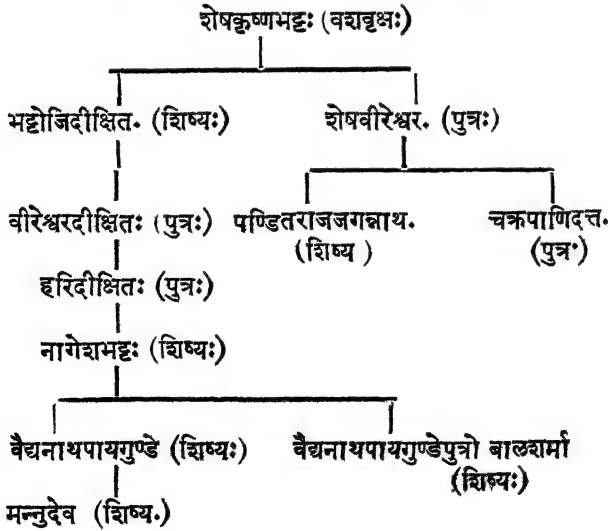 शेषकृष्णभट्टः (वशवृक्षः)
भट्टोजिदीक्षित. (शिष्यः) शेषवीरेश्वर. (पुत्रः)
वीरेश्वरदीक्षितः (पुत्रः) पण्डितराजजगन्नाथ. चक्रपाणिदत्त.
(शिष्य ) (पुत्र॰)
हरिदीक्षितः (पुत्रः)
नागेशभट्टः (शिष्यः)
वैद्यनाथपायगुण्डे (शिष्यः) वैद्यनाथपायगुण्डेपुत्रो बालशर्मा
(शिष्यः)
मन्नुदेव (शिष्य.)